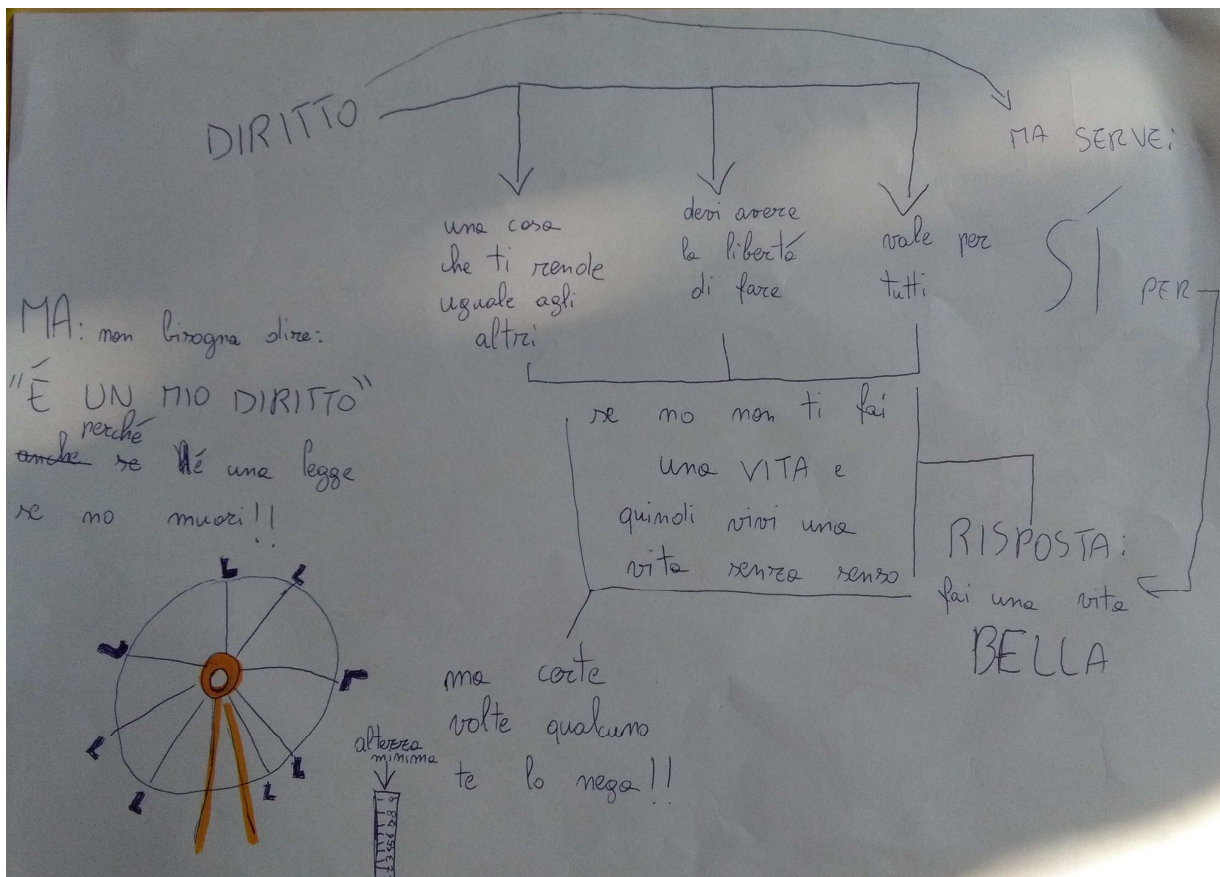 DIRITTO
una cosa
che ti rende
uguale agli
altri
devi avere
la libertá
di fare
vale per
tutti
MA SERVE:
SÍ
PER
MA: non bisogna dire:
"É UN MIO DIRITTO"
perché
anche se é una legge
se no muori!!
se no non ti fai
una VITA e
quindi vivi una
vita senza senso
RISPOSTA:
fai una vita
BELLA
ma certe
volte qualcuno
te lo nega!!
altezza
minima